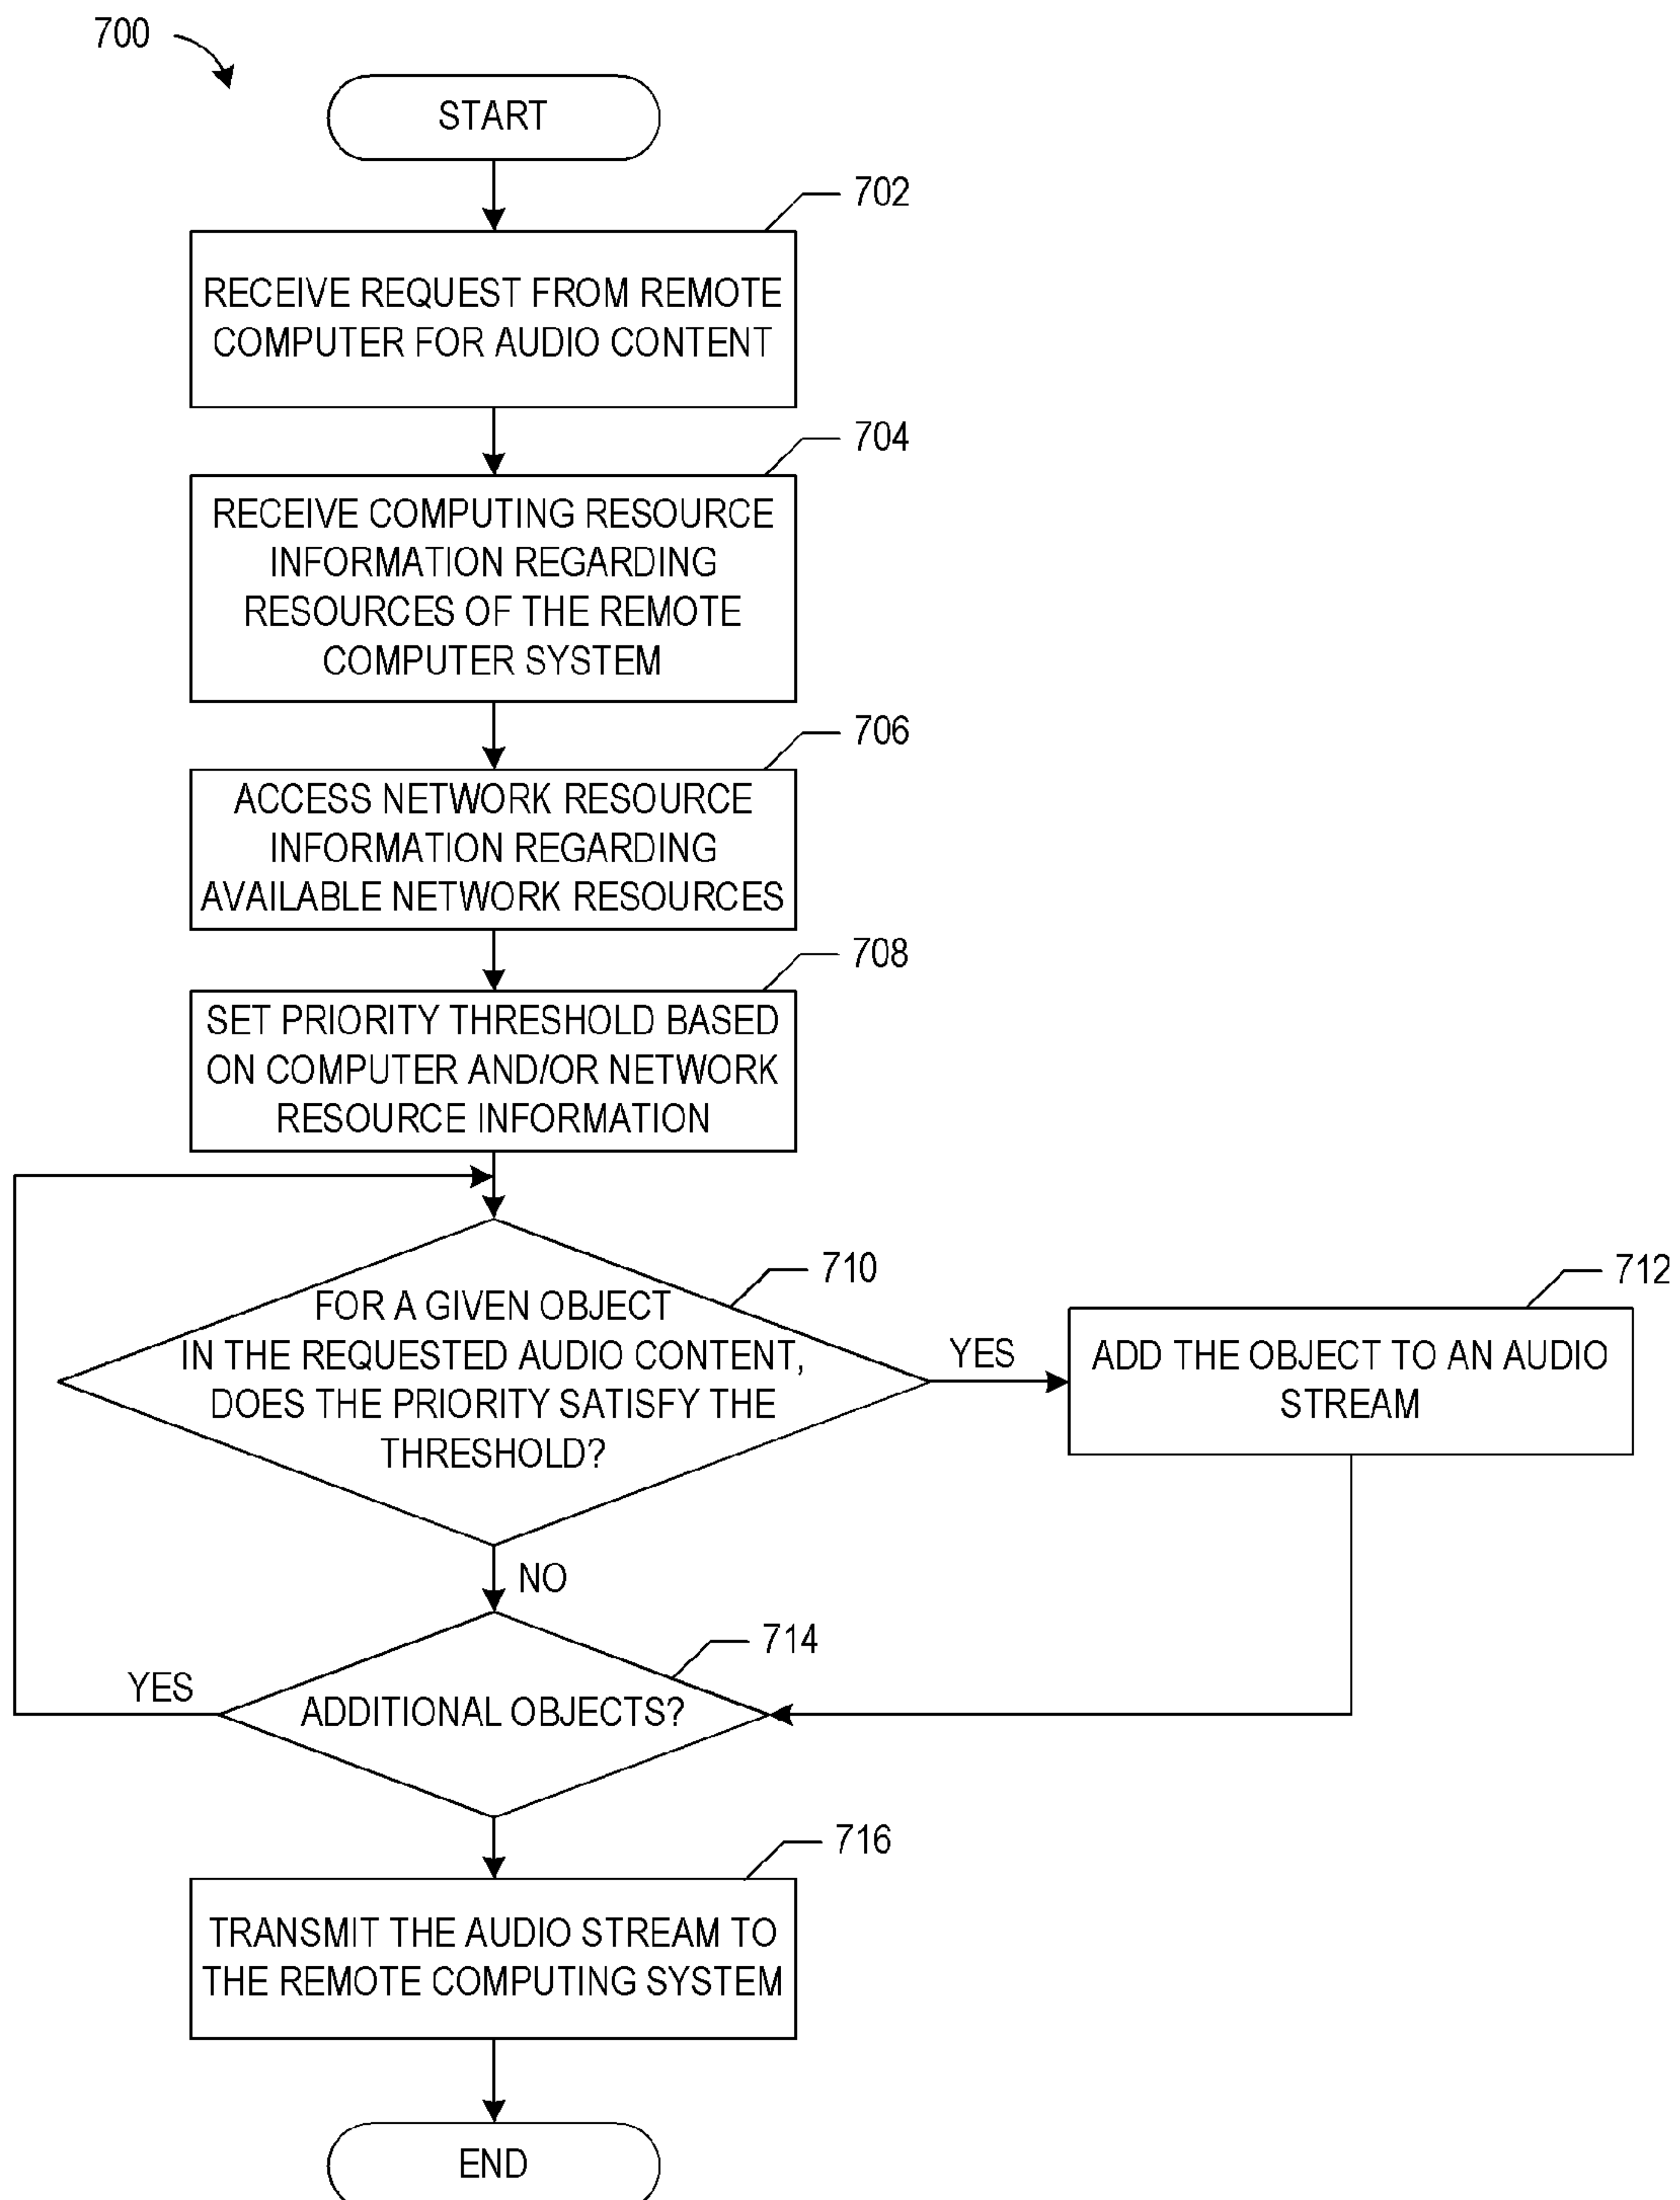 700
START
702
RECEIVE REQUEST FROM REMOTE
COMPUTER FOR AUDIO CONTENT
704
RECEIVE COMPUTING RESOURCE
INFORMATION REGARDING
RESOURCES OF THE REMOTE
COMPUTER SYSTEM
706
ACCESS NETWORK RESOURCE
INFORMATION REGARDING
AVAILABLE NETWORK RESOURCES
708
SET PRIORITY THRESHOLD BASED
ON COMPUTER AND/OR NETWORK
RESOURCE INFORMATION
710
FOR A GIVEN OBJECT
IN THE REQUESTED AUDIO CONTENT,
DOES THE PRIORITY SATISFY THE
THRESHOLD?
YES
712
ADD THE OBJECT TO AN AUDIO
STREAM
NO
714
YES
ADDITIONAL OBJECTS?
716
TRANSMIT THE AUDIO STREAM TO
THE REMOTE COMPUTING SYSTEM
END